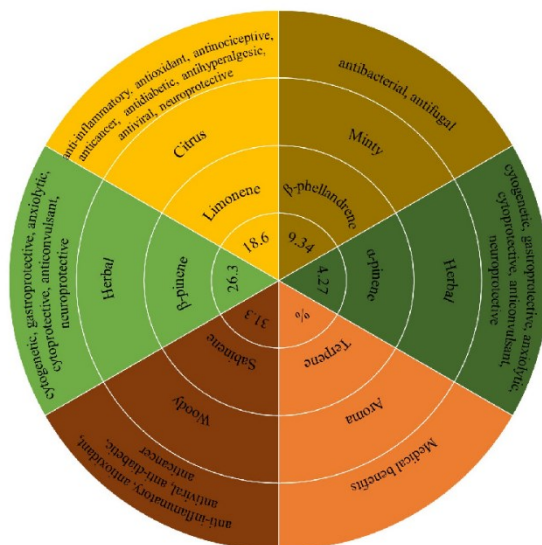 anti-inflammatory, antioxidant, antinociceptive,
anticancer, antidiabetic, antihyperalgesic,
antiviral, neuroprotective
Citrus
Limonene
18.6
antibacterial, antifugal
Minty
β-phellandrene
9.34
cytogenetic, gastroprotective, anxiolytic,
cytoprotective, anticonvulsant,
neuroprotective
Herbal
α-pinene
4.27
%
Terpene
Aroma
Medical benefits
31.3
Sabinene
Woody
anti-inflammatory, antioxidant,
antiviral, anti-diabetic,
anticancer
26.3
β-pinene
Herbal
cytogenetic, gastroprotective, anxiolytic,
cytoprotective, anticonvulsant,
neuroprotective